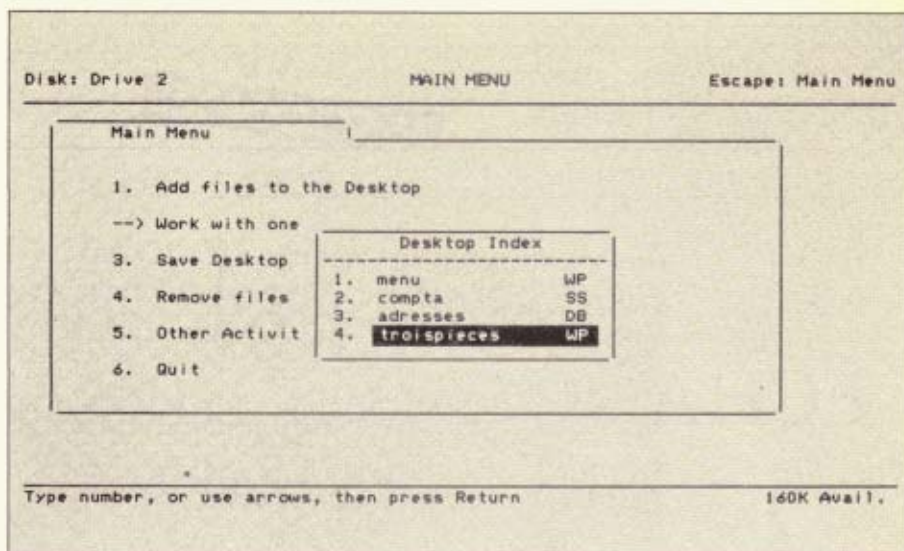 Disk: Drive 2 MAIN MENU Escape: Main Menu
Main Menu
1. Add files to the Desktop
--> Work with one
3. Save Desktop
4. Remove files
5. Other Activit
6. Quit
Desktop Index
1. menu WP
2. compta SS
3. adresses DB
4. troispieces WP
Type number, or use arrows, then press Return 160K Avail.